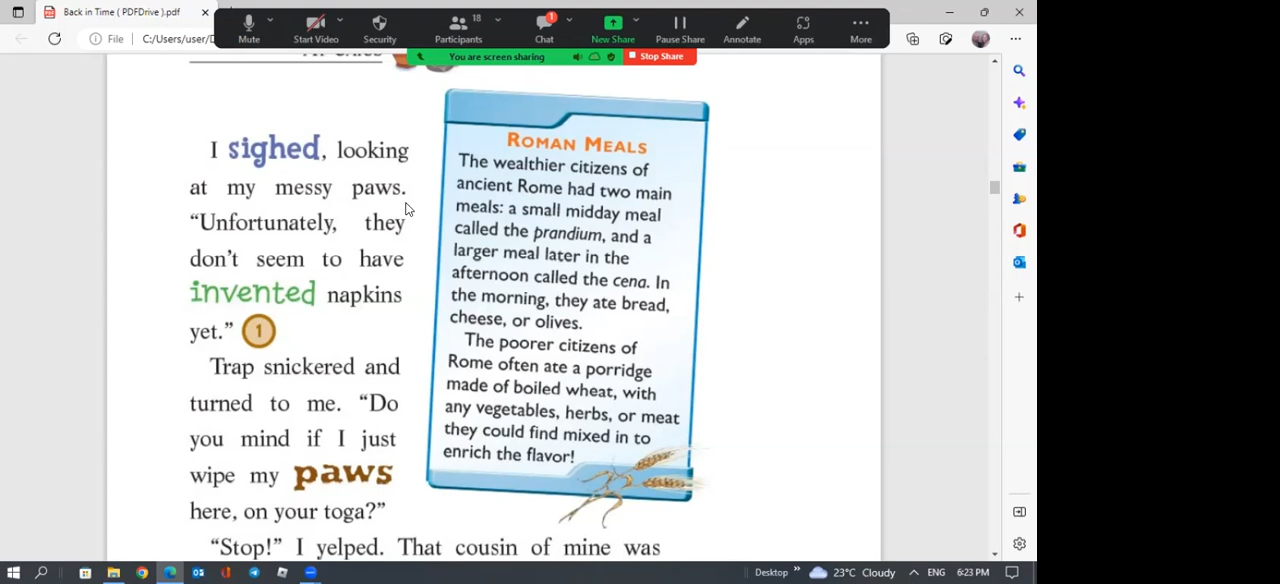 Back in Time ( PDFDrive ).pdf
Mute
Start Video
Security
18
Participants
1
Chat
New Share
Pause Share
Annotate
Apps
More
File
C:/Users/user/D
You are screen sharing
Stop Share
I sighed, looking
at my messy paws.
“Unfortunately, they
don’t seem to have
invented napkins
yet.” 1
Trap snickered and
turned to me. “Do
you mind if I just
wipe my paws
here, on your toga?”
“Stop!” I yelped. That cousin of mine was
ROMAN MEALS
The wealthier citizens of
ancient Rome had two main
meals: a small midday meal
called the prandium, and a
larger meal later in the
afternoon called the cena. In
the morning, they ate bread,
cheese, or olives.
The poorer citizens of
Rome often ate a porridge
made of boiled wheat, with
any vegetables, herbs, or meat
they could find mixed in to
enrich the flavor!
Desktop
23°C Cloudy
ENG
6:23 PM